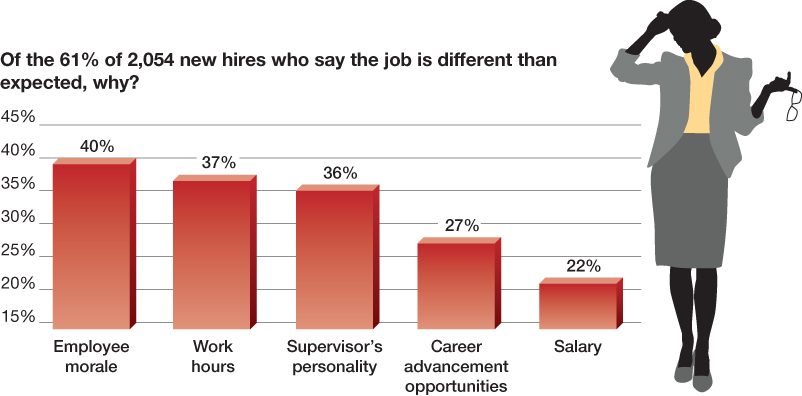 Of the 61% of 2,054 new hires who say the job is different than
expected, why?
45%
40%
35%
30%
25%
20%
15%
40%
37%
36%
27%
22%
Employee
morale
Work
hours
Supervisor's
personality
Career
advancement
opportunities
Salary